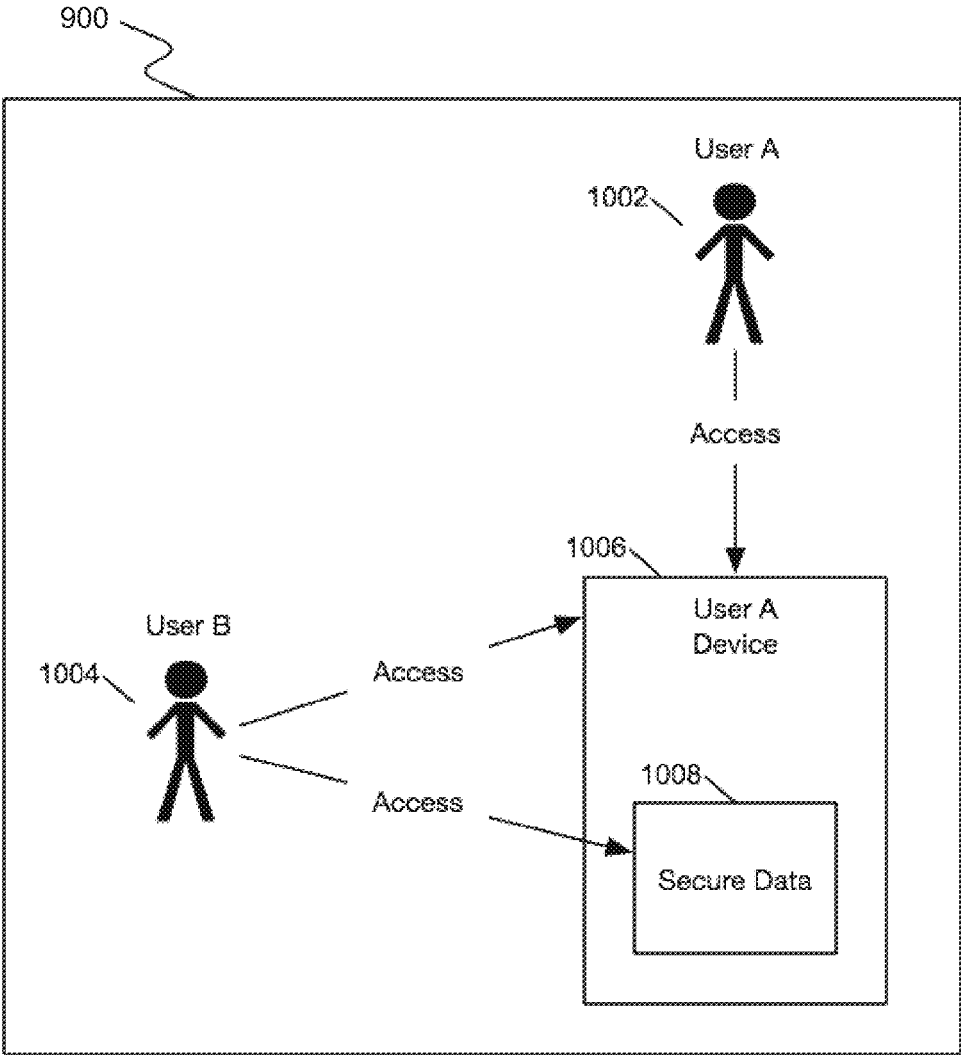 900
User A
1002
Access
1006
User A
Device
User B
1004
Access
1008
Access
Secure Data